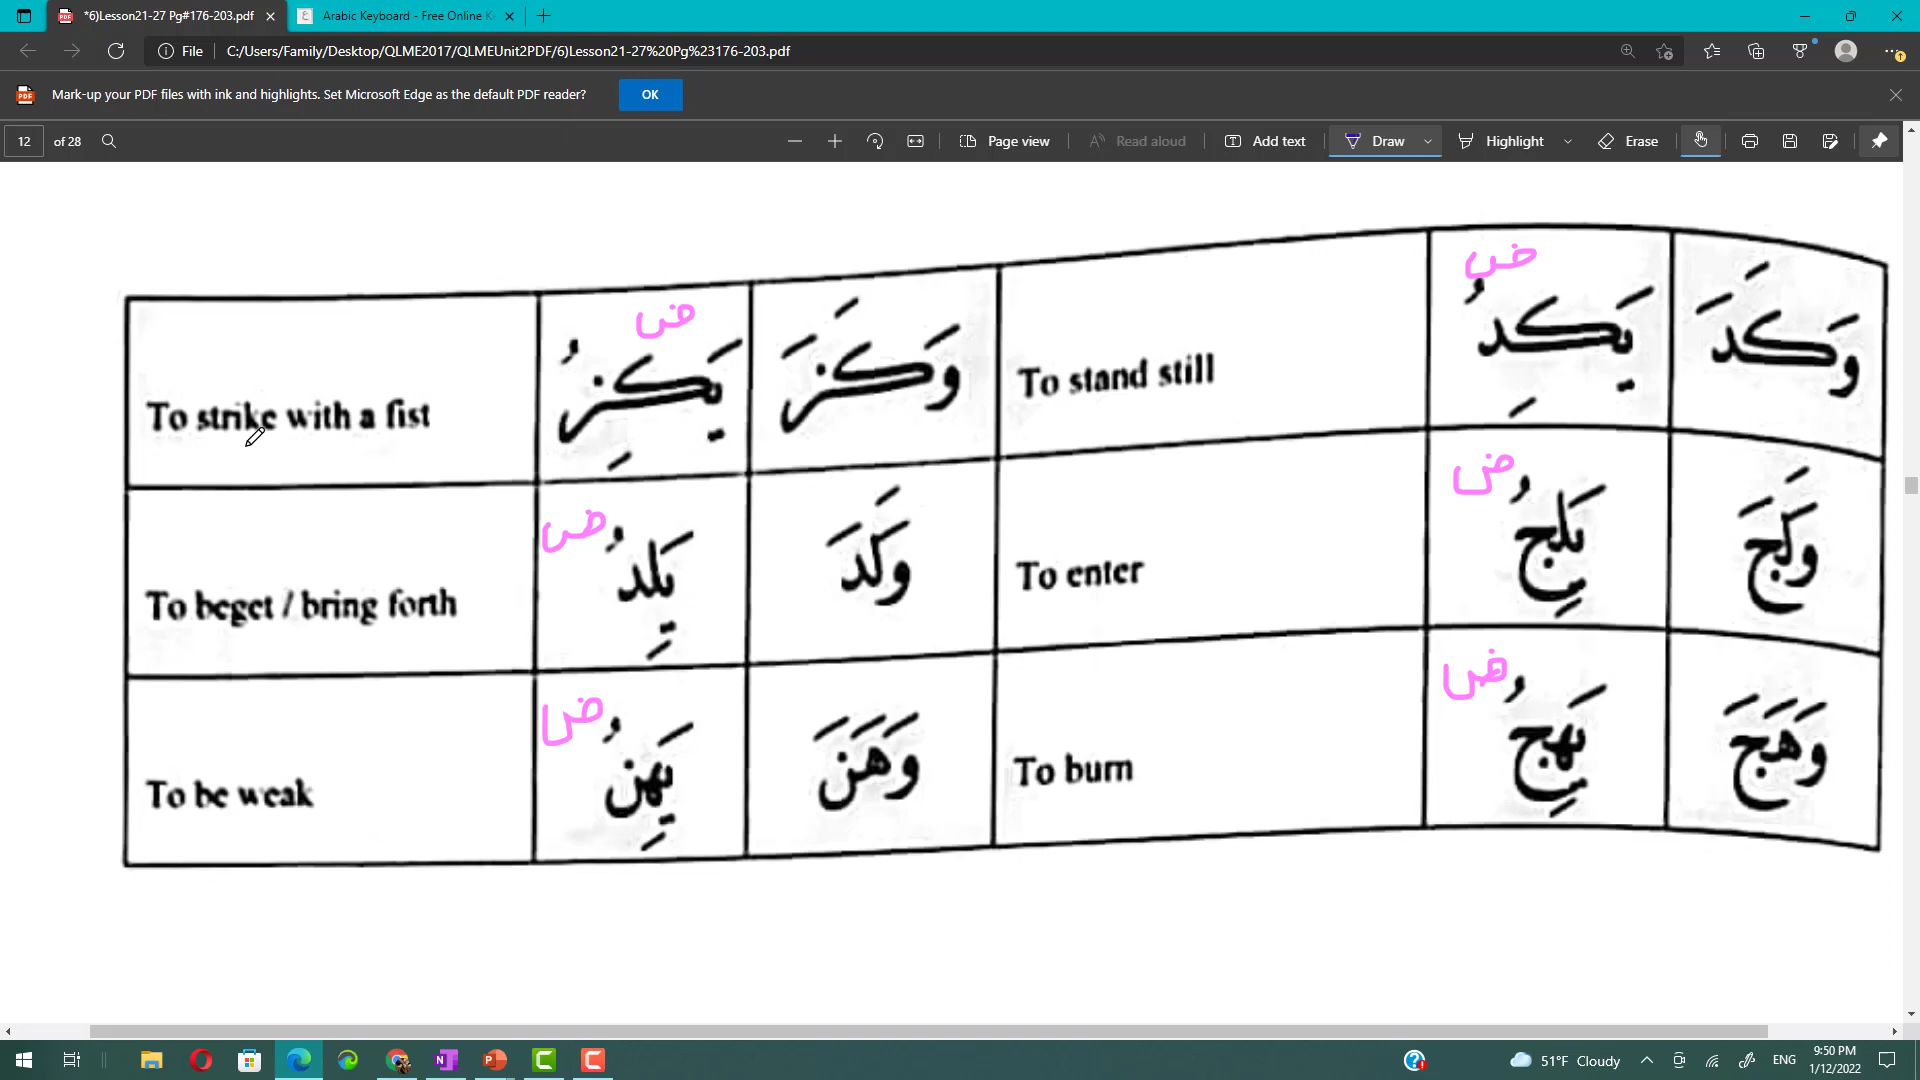 *6)Lesson21-27 Pg#176-203.pdf
Arabic Keyboard - Free Online K
File
C:/Users/Family/Desktop/QLME2017/QLMEUnit2PDF/6)Lesson21-27%20Pg%23176-203.pdf
Mark-up your PDF files with ink and highlights. Set Microsoft Edge as the default PDF reader?
OK
12 of 28
Page view
Read aloud
Add text
Draw
Highlight
Erase
ض
وَكَدَ يَكِدُ To stand still
ض
وَكَزَ يَكِزُ To strike with a fist
ض
وَلَجَ يَلِجُ To enter
ض
وَلَدَ يَلِدُ To beget / bring forth
ض
وَهَجَ يَهِجُ To burn
ض
وَهَنَ يَهِنُ To be weak
51°F Cloudy
ENG
9:50 PM
1/12/2022